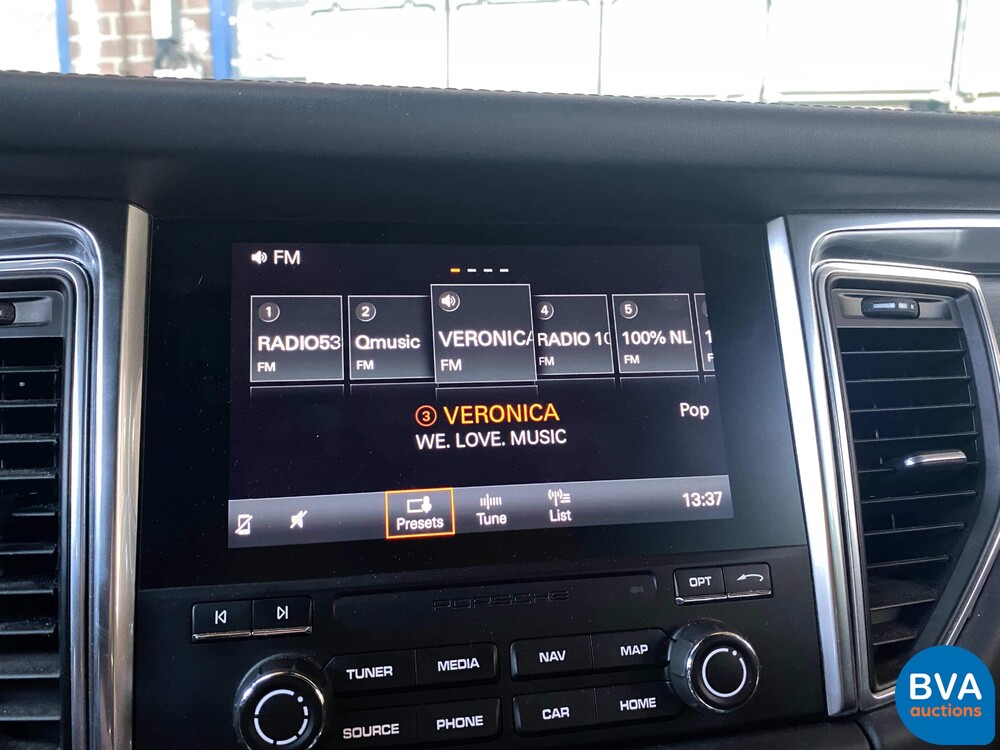 FM
1 2 4 5
RADIO53 Qmusic VERONICA RADIO 10 100% NL 1
FM FM FM FM FM F
3 VERONICA Pop
WE. LOVE. MUSIC
Presets Tune List 13:37
PORSCHE OPT
TUNER MEDIA NAV MAP
SOURCE PHONE CAR HOME
BVA
auctions